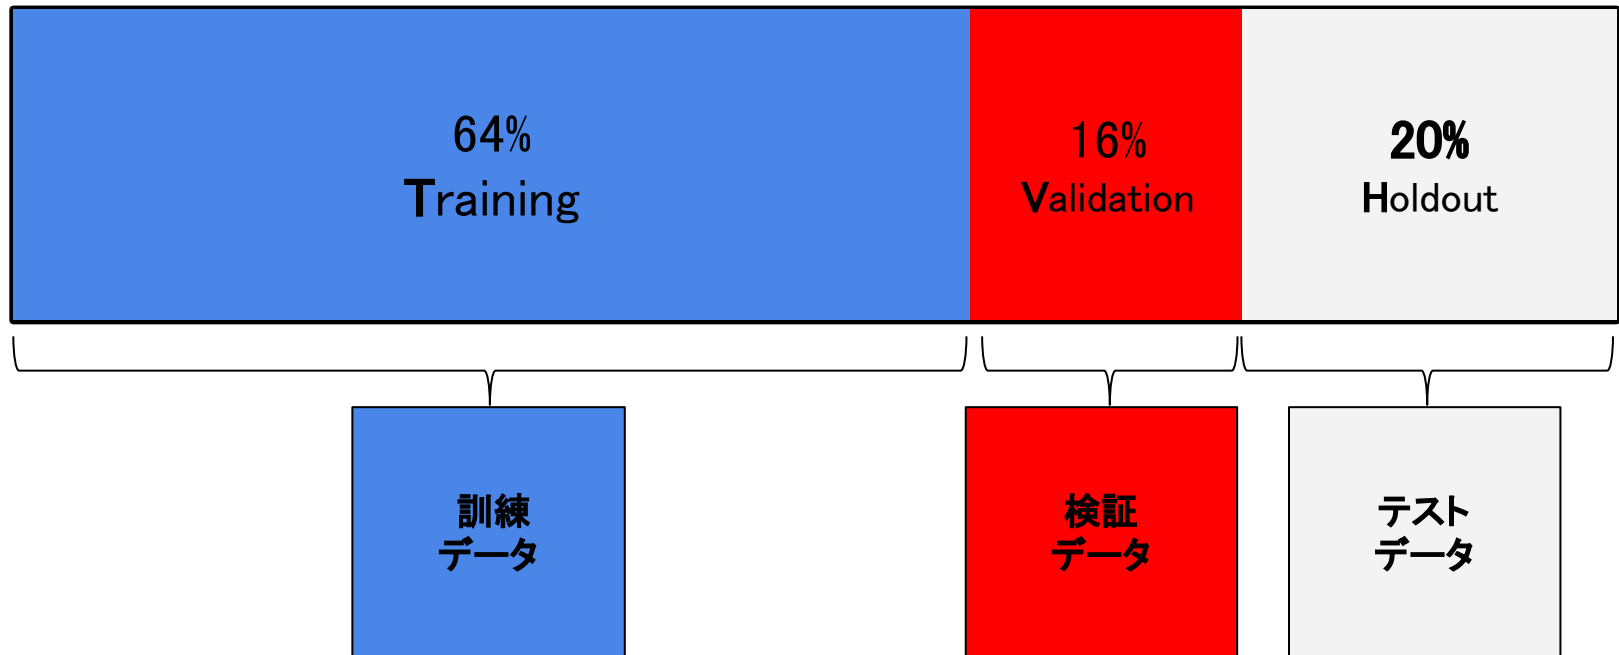 64%
Training
16%
Validation
20%
Holdout
訓練
データ
検証
データ
テスト
データ